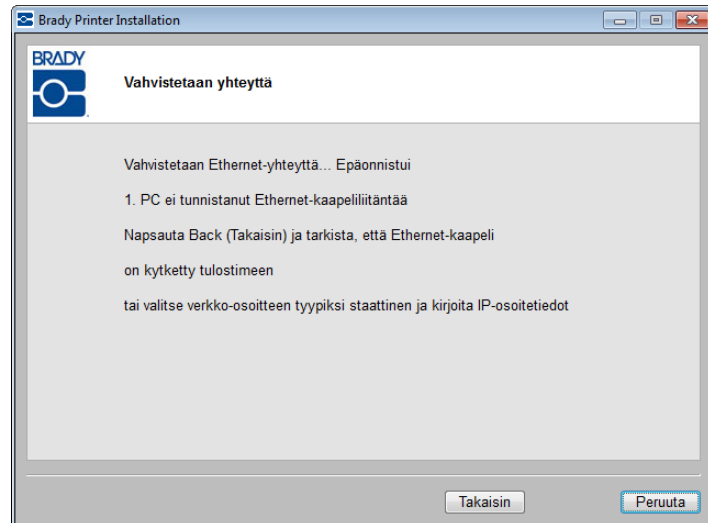 Brady Printer Installation
BRADY
Vahvistetaan yhteyttä
Vahvistetaan Ethernet-yhteyttä... Epäonnistui
1. PC ei tunnistanut Ethernet-kaapeliliitäntää
Napsauta Back (Takaisin) ja tarkista, että Ethernet-kaapeli
on kytketty tulostimeen
tai valitse verkko-osoitteen tyypiksi staattinen ja kirjoita IP-osoitetiedot
Takaisin
Peruuta